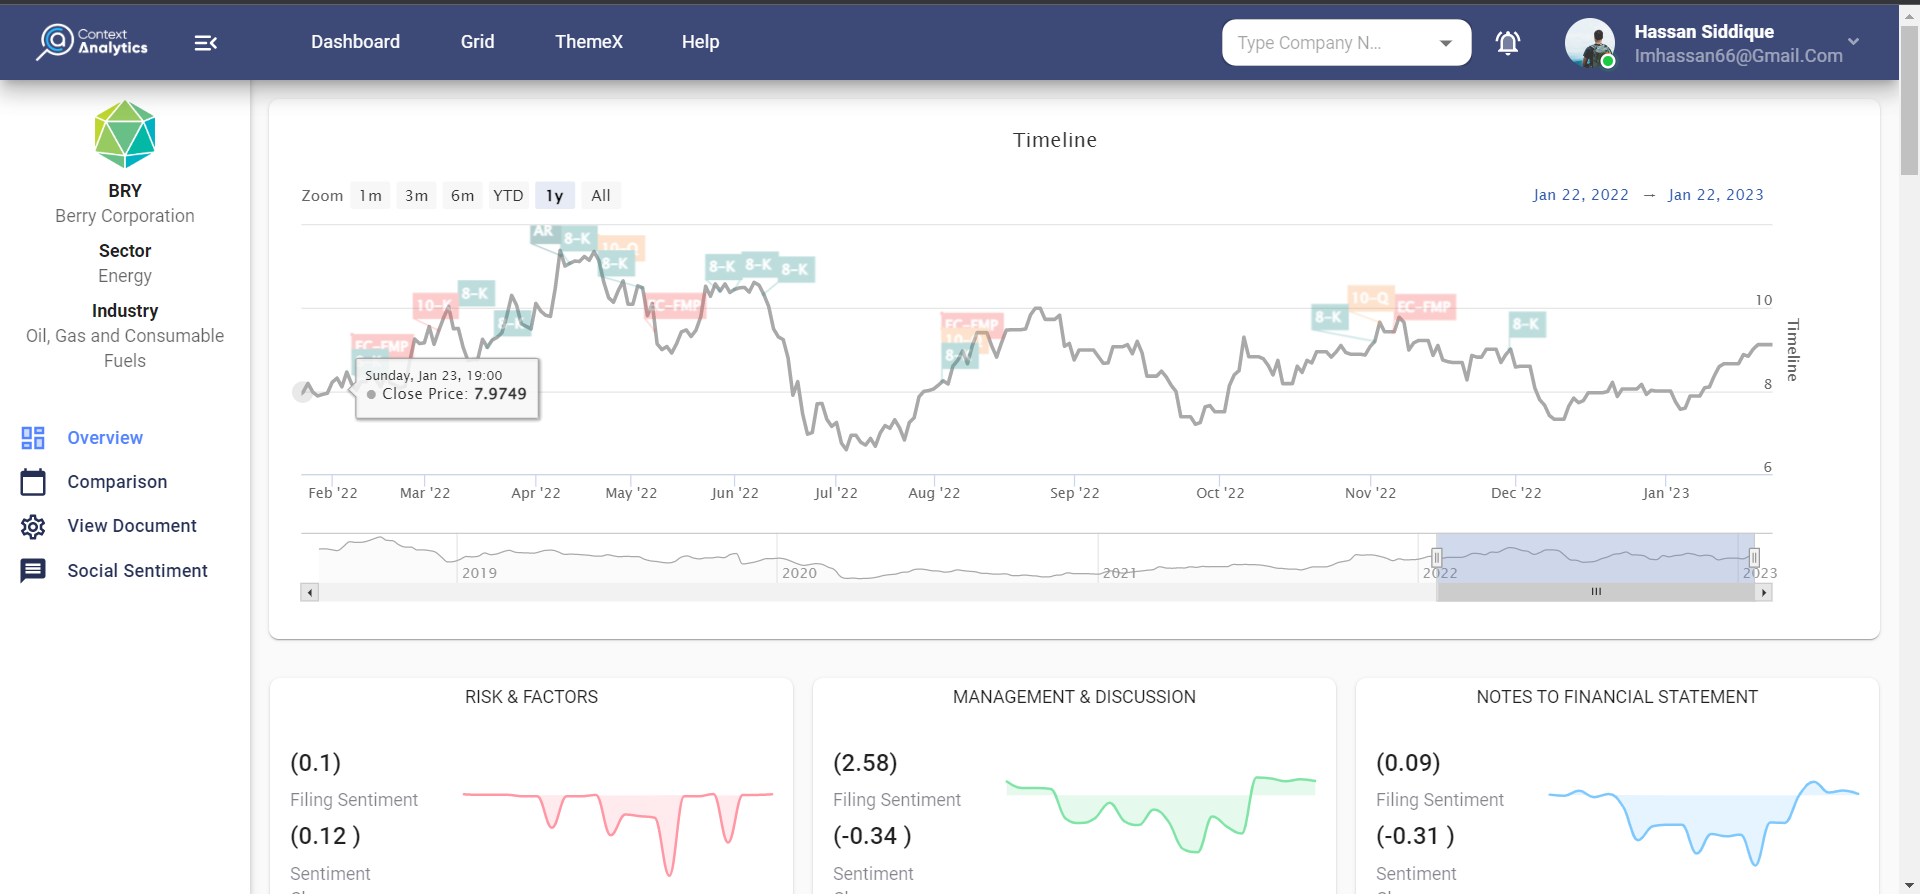 Context
Analytics
Dashboard
Grid
ThemeX
Help
Type Company N...
Hassan Siddique
Imhassan66@Gmail.Com
BRY
Berry Corporation
Sector
Energy
Industry
Oil, Gas and Consumable
Fuels
Overview
Comparison
View Document
Social Sentiment
Timeline
Zoom 1m 3m 6m YTD 1y All
Jan 22, 2022 → Jan 22, 2023
AR
8-K
10-Q
8-K
8-K
8-K
8-K
10-K
8-K
8-K
EC-FMP
EC-FMP
EC-FMP
8-K
10-Q
EC-FMP
8-K
Sunday, Jan 23, 19:00
Close Price: 7.9749
10
8
6
Timeline
Feb '22
Mar '22
Apr '22
May '22
Jun '22
Jul '22
Aug '22
Sep '22
Oct '22
Nov '22
Dec '22
Jan '23
2019
2020
2021
2022
2023
RISK & FACTORS
(0.1)
Filing Sentiment
(0.12 )
Sentiment
MANAGEMENT & DISCUSSION
(2.58)
Filing Sentiment
(-0.34 )
Sentiment
NOTES TO FINANCIAL STATEMENT
(0.09)
Filing Sentiment
(-0.31 )
Sentiment